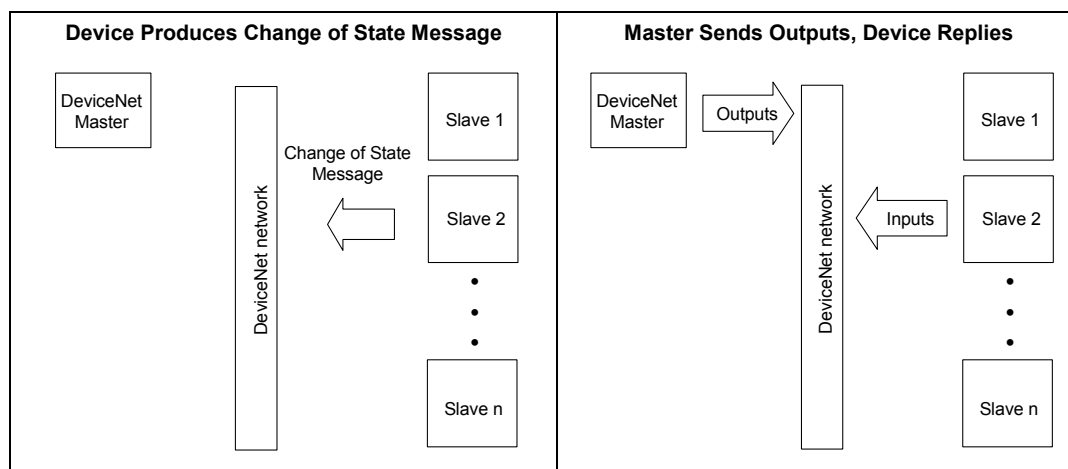 Device Produces Change of State Message
DeviceNet
Master
DeviceNet network
Change of State
Message
Slave 1
Slave 2
Slave n
Master Sends Outputs, Device Replies
DeviceNet
Master
Outputs
DeviceNet network
Inputs
Slave 1
Slave 2
Slave n